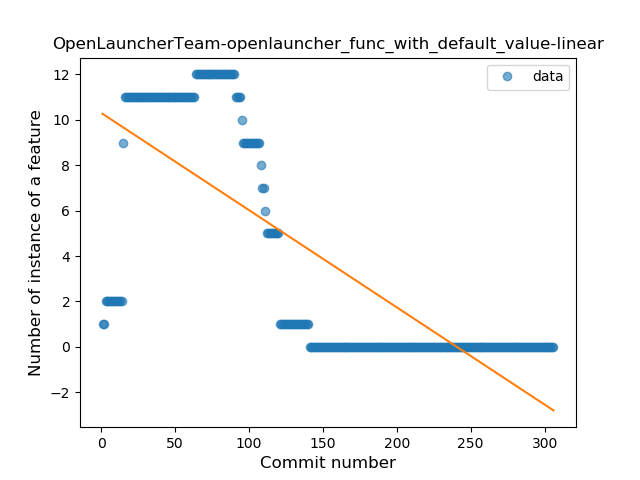 OpenLauncherTeam-openlauncher_func_with_default_value-linear
data
Number of instance of a feature
12
10
8
6
4
2
0
−2
0 50 100 150 200 250 300
Commit number